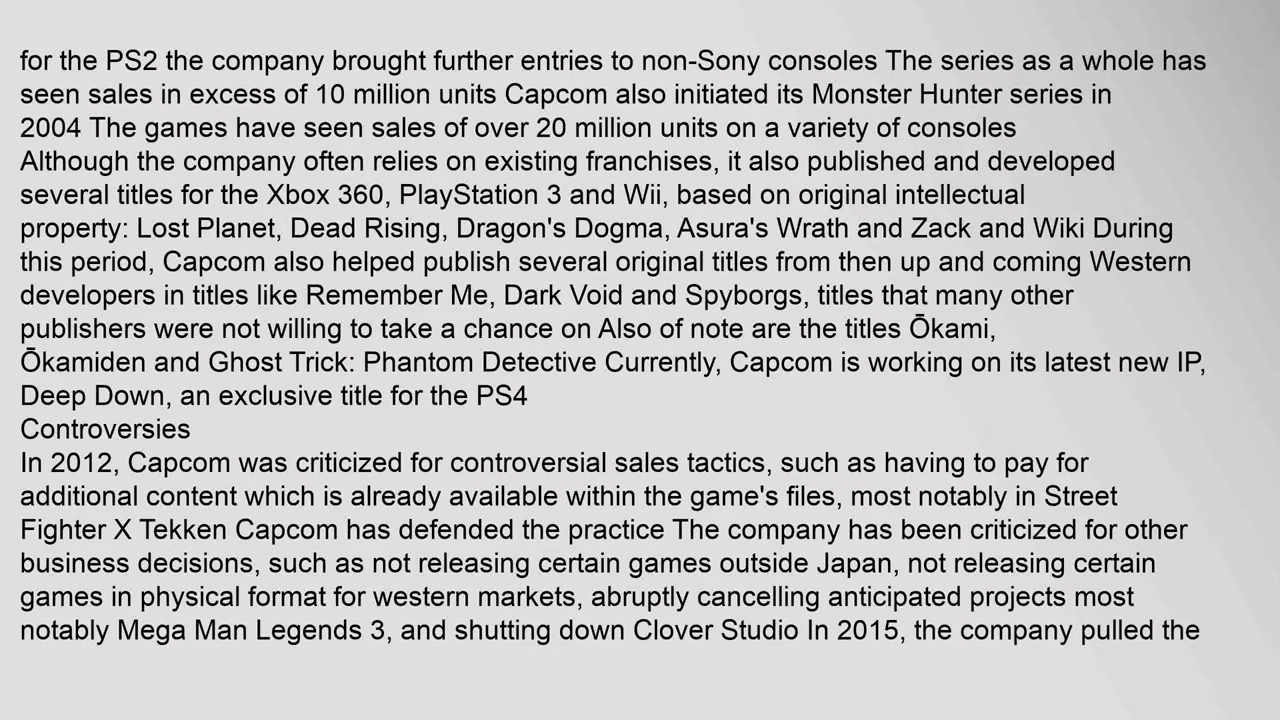 for the PS2 the company brought further entries to non-Sony consoles The series as a whole has
seen sales in excess of 10 million units Capcom also initiated its Monster Hunter series in
2004 The games have seen sales of over 20 million units on a variety of consoles
Although the company often relies on existing franchises, it also published and developed
several titles for the Xbox 360, PlayStation 3 and Wii, based on original intellectual
property: Lost Planet, Dead Rising, Dragon's Dogma, Asura's Wrath and Zack and Wiki During
this period, Capcom also helped publish several original titles from then up and coming Western
developers in titles like Remember Me, Dark Void and Spyborgs, titles that many other
publishers were not willing to take a chance on Also of note are the titles Ōkami,
Ōkamiden and Ghost Trick: Phantom Detective Currently, Capcom is working on its latest new IP,
Deep Down, an exclusive title for the PS4
Controversies
In 2012, Capcom was criticized for controversial sales tactics, such as having to pay for
additional content which is already available within the game's files, most notably in Street
Fighter X Tekken Capcom has defended the practice The company has been criticized for other
business decisions, such as not releasing certain games outside Japan, not releasing certain
games in physical format for western markets, abruptly cancelling anticipated projects most
notably Mega Man Legends 3, and shutting down Clover Studio In 2015, the company pulled the